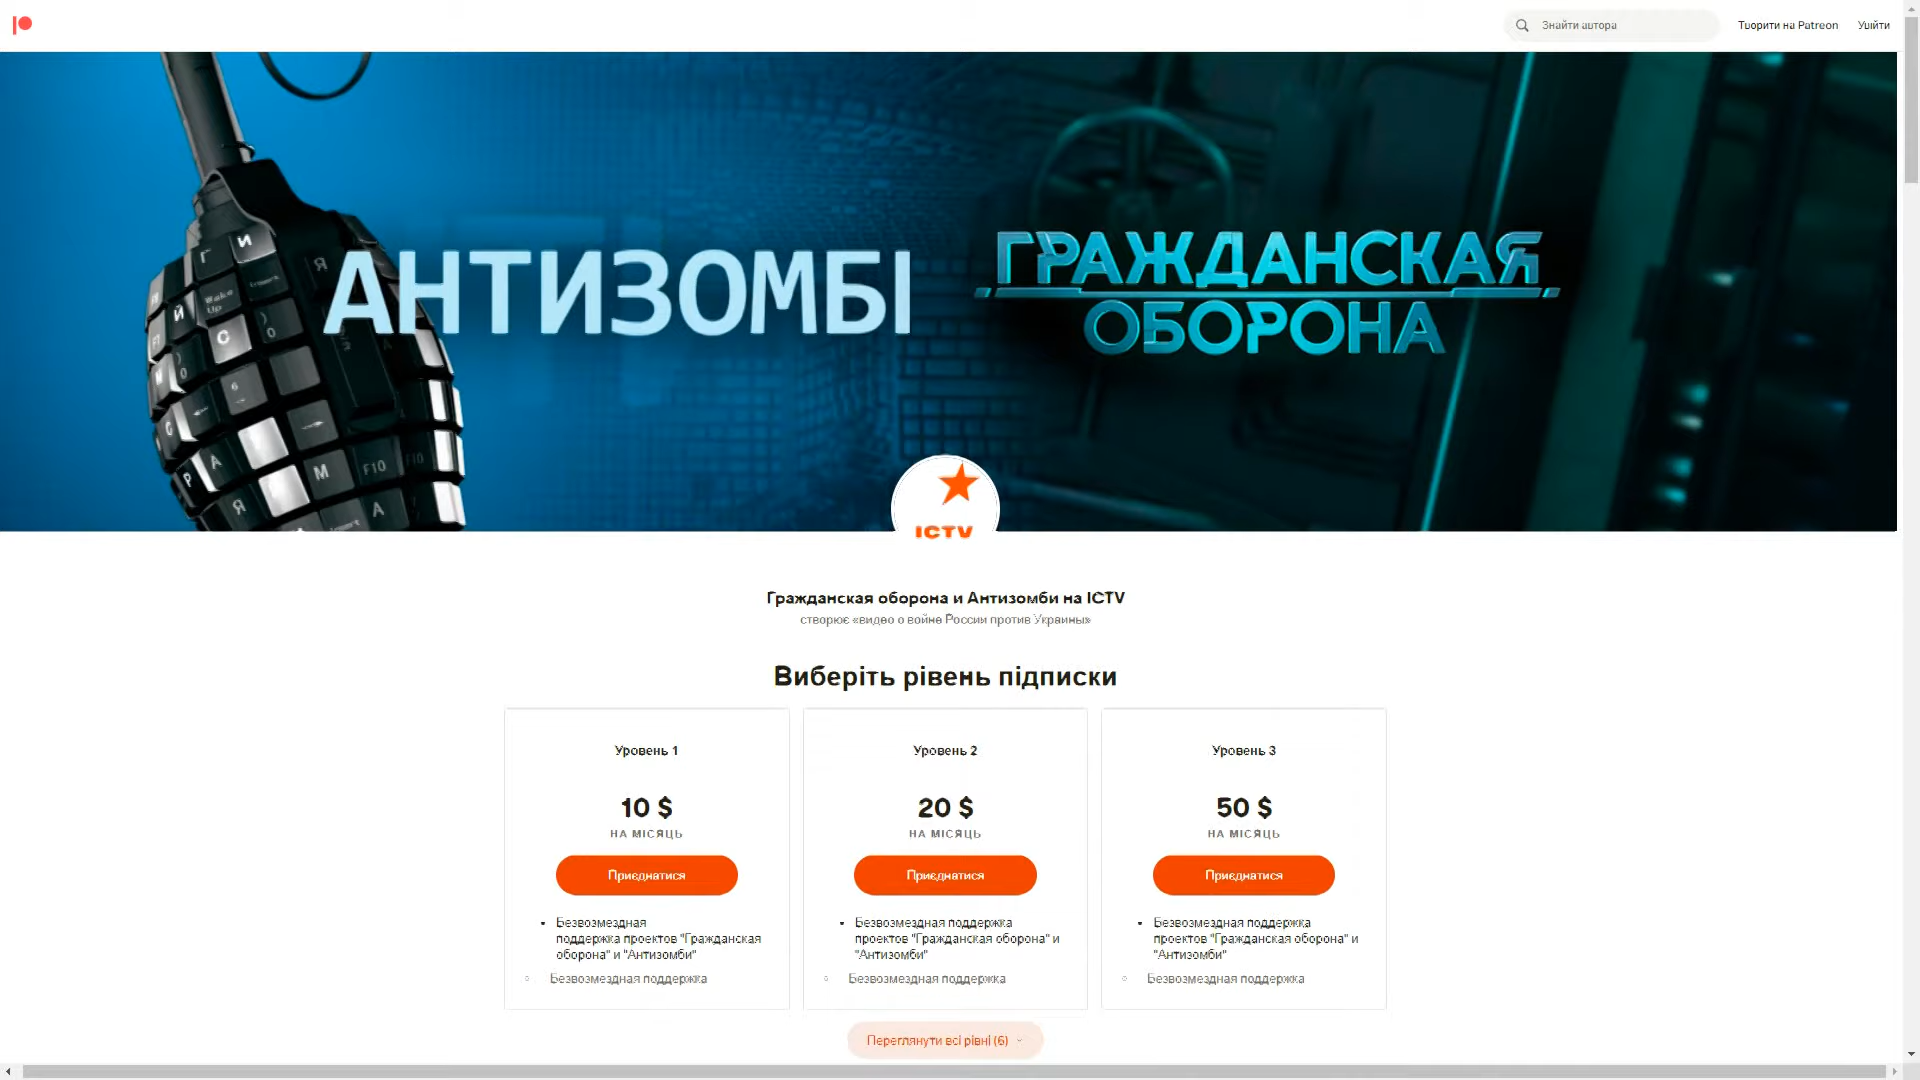 Знайти автора
Творити на Patreon
Увійти
АНТИЗОМБІ
ГРАЖДАНСКАЯ
ОБОРОНА
ICTV
Гражданская оборона и Антизомби на ICTV
створює «видео о войне России против Украины»
Виберіть рівень підписки
Уровень 1
10 $
НА МІСЯЦЬ
Приєднатися
Безвозмездная
поддержка проектов "Гражданская
оборона" и "Антизомби"
Безвозмездная поддержка
Уровень 2
20 $
НА МІСЯЦЬ
Приєднатися
Безвозмездная поддержка
проектов "Гражданская оборона" и
"Антизомби"
Безвозмездная поддержка
Уровень 3
50 $
НА МІСЯЦЬ
Приєднатися
Безвозмездная поддержка
проектов "Гражданская оборона" и
"Антизомби"
Безвозмездная поддержка
Переглянути всі рівні (6)